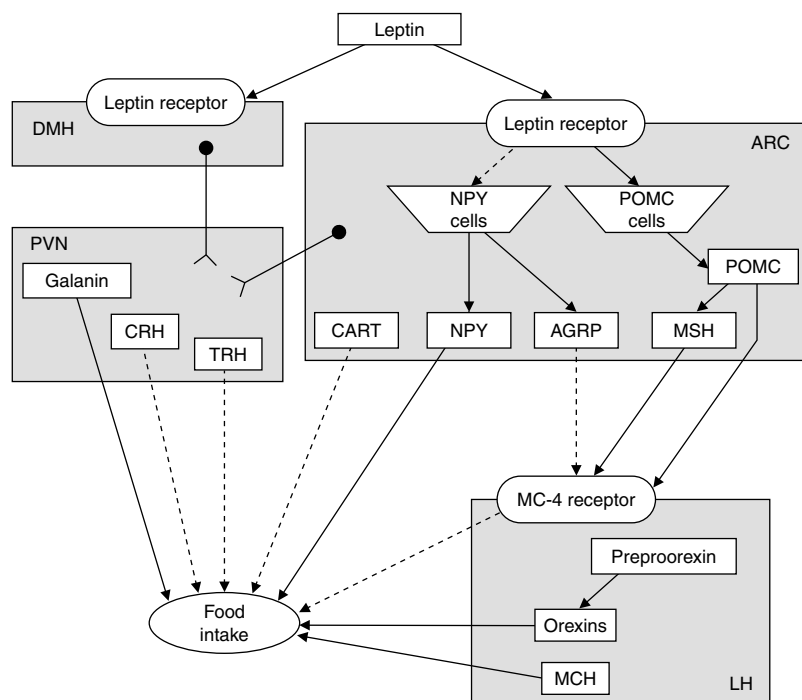 Leptin
Leptin receptor
DMH
Leptin receptor
ARC
NPY
cells
POMC
cells
PVN
Galanin
POMC
CRH
TRH
CART
NPY
AGRP
MSH
MC-4 receptor
Preproorexin
Food
intake
Orexins
MCH
LH